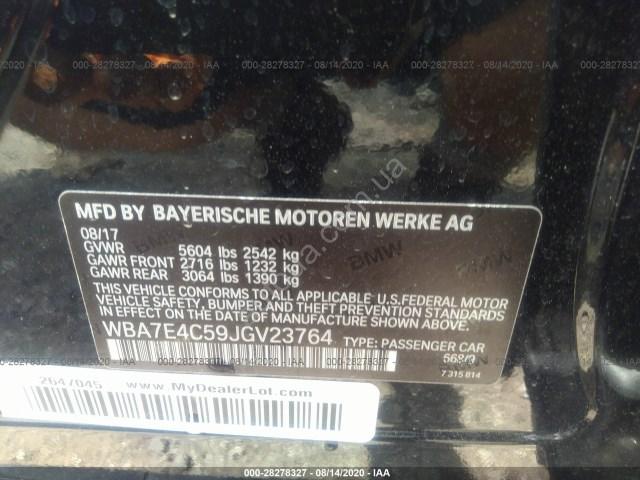 000-28278327 - 08/14/2020 - IAA
MFD BY BAYERISCHE MOTOREN WERKE AG
08/17
GVWR 5604 lbs 2542 kg
GAWR FRONT 2716 lbs 1232 kg
GAWR REAR 3064 lbs 1390 kg
THIS VEHICLE CONFORMS TO ALL APPLICABLE U.S.FEDERAL MOTOR
VEHICLE SAFETY, BUMPER AND THEFT PREVENTION STANDARDS
IN EFFECT ON THE DATE OF MANUFACTURE SHOWN ABOVE.
WBA7E4C59JGV23764 TYPE: PASSENGER CAR
7 315 814
2647045 www.MyDealerLot.com
BMW
000-28278327 - 08/14/2020 - IAA